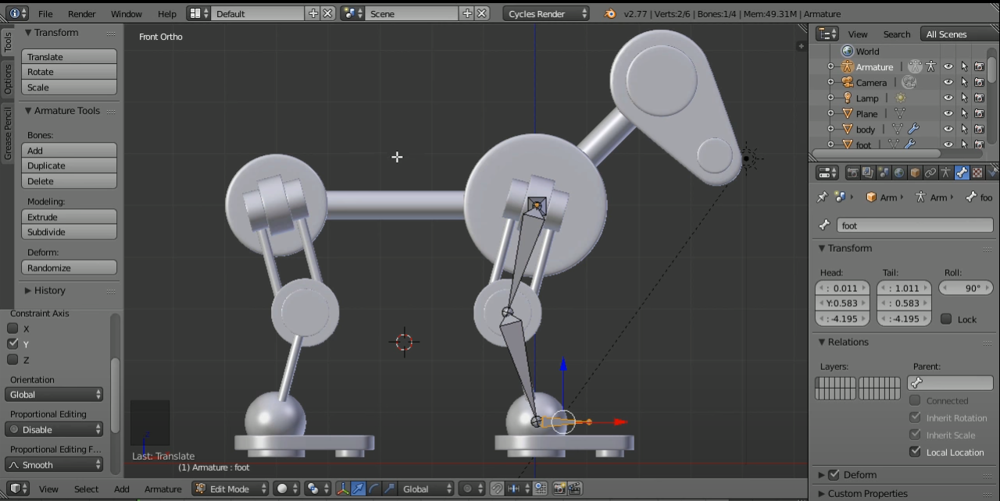 File Render Window Help Default Scene Cycles Render v2.77 | Verts:2/6 | Bones:1/4 | Mem:49.31M | Armature
Tools
Options
Grease Pencil
Transform
Translate
Rotate
Scale
Armature Tools
Bones:
Add
Duplicate
Delete
Modeling:
Extrude
Subdivide
Deform:
Randomize
History
Constraint Axis
X
Y
Z
Orientation
Global
Proportional Editing
Disable
Proportional Editing F...
Smooth
Front Ortho
Last: Translate
(1) Armature : foot
View Select Add Armature Edit Mode Global
View Search All Scenes
World
Armature
Camera
Lamp
Plane
body
foot
Arm Arm foo
foot
Transform
Head: Tail: Roll:
: 0.011 : 1.011 90°
Y:0.583 : 0.583
:-4.195 :-4.195 Lock
Relations
Layers: Parent:
Connected
Inherit Rotation
Inherit Scale
Local Location
Deform
Custom Properties